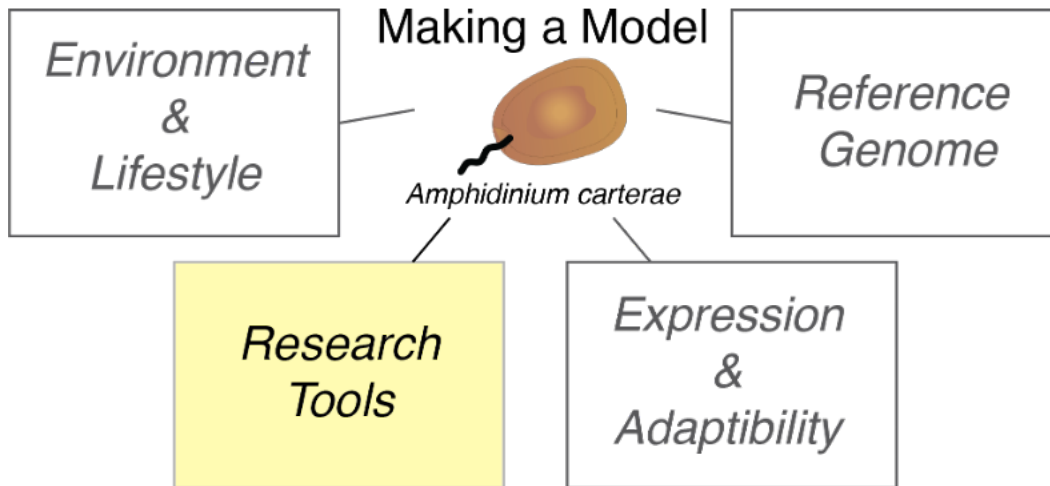 Making a Model
Environment
&
Lifestyle
Reference
Genome
Amphidinium carterae
Research
Tools
Expression
&
Adaptibility